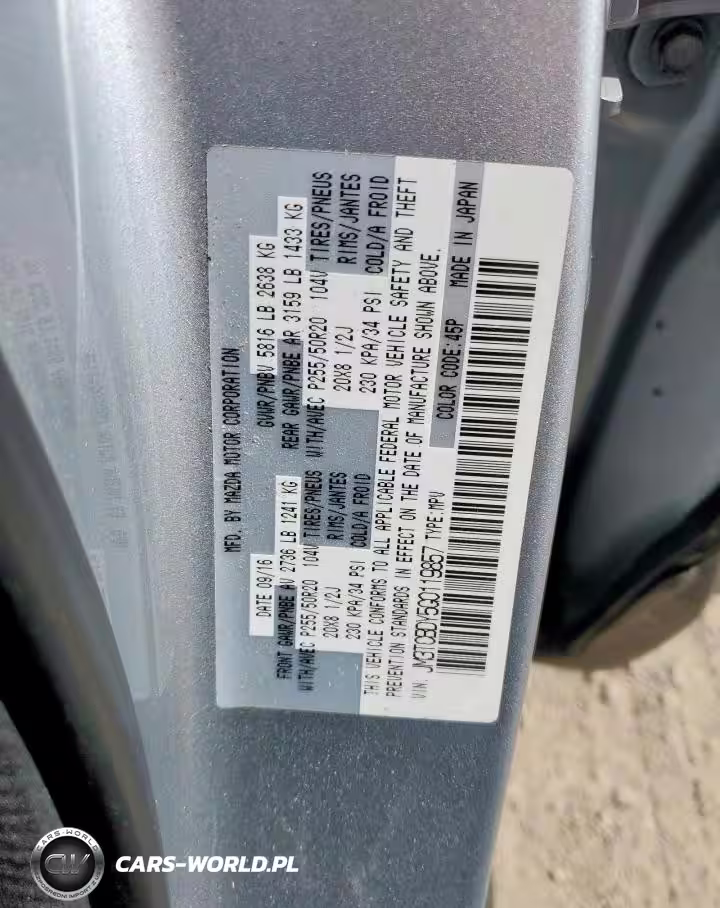 MFD. BY MAZDA MOTOR CORPORATION
DATE 09/16
GVWR/PNBV 5816 LB 2638 KG
FRONT GAWR/PNBE AV 2736 LB 1241 KG
REAR GAWR/PNBE AR 3159 LB 1433 KG
WITH/AVEC P255/50R20 104V TIRES/PNEUS
WITH/AVEC P255/50R20 104V TIRES/PNEUS
20X8 1/2J RIMS/JANTES
20X8 1/2J RIMS/JANTES
230 KPA/34 PSI COLD/A FROID
230 KPA/34 PSI COLD/A FROID
THIS VEHICLE CONFORMS TO ALL APPLICABLE FEDERAL MOTOR VEHICLE SAFETY AND THEFT
PREVENTION STANDARDS IN EFFECT ON THE DATE OF MANUFACTURE SHOWN ABOVE.
VIN: JM3TCBDY5G0119857 TYPE:MPV
COLOR CODE:45P MADE IN JAPAN
CARS-WORLD
CW
CARS-WORLD.PL